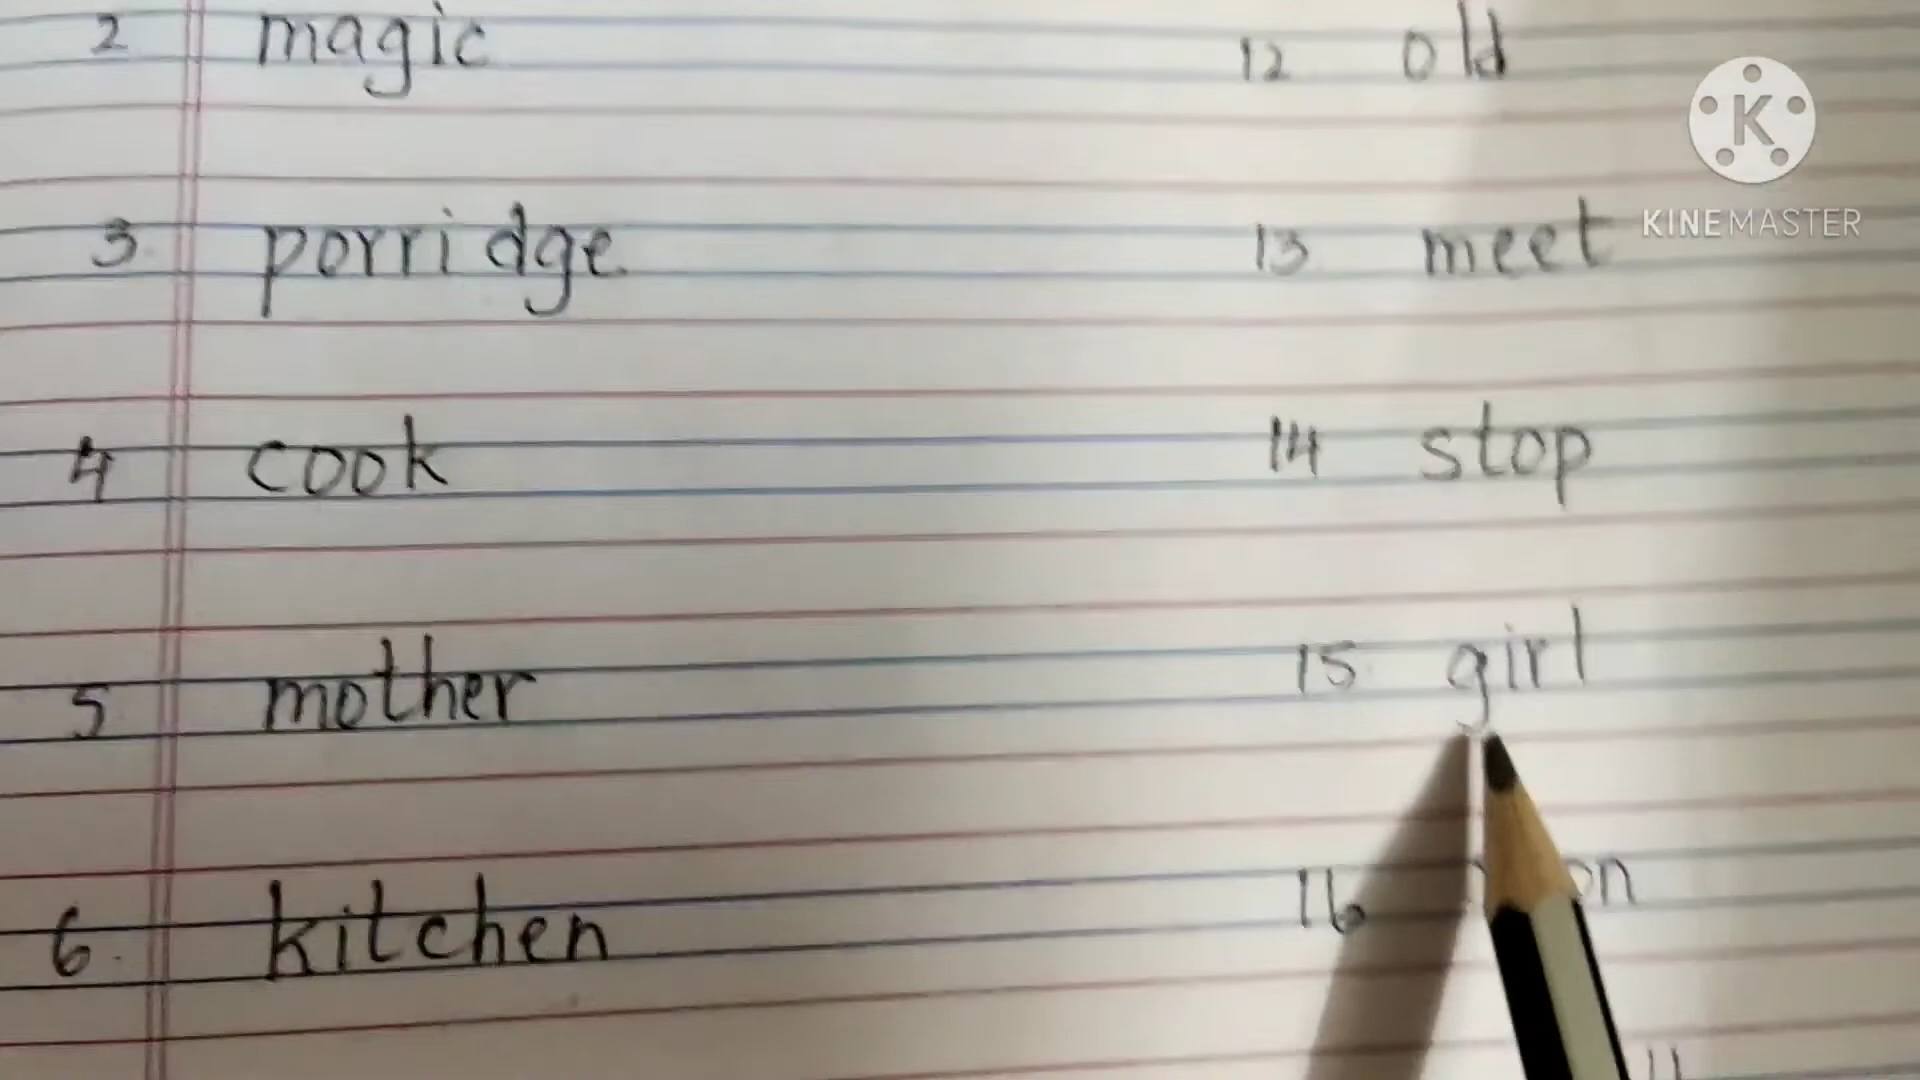 2 magic
12 old
3. porridge
13 meet
4 cook
14 stop
5 mother
15. girl
6. kitchen
16
K
KINEMASTER